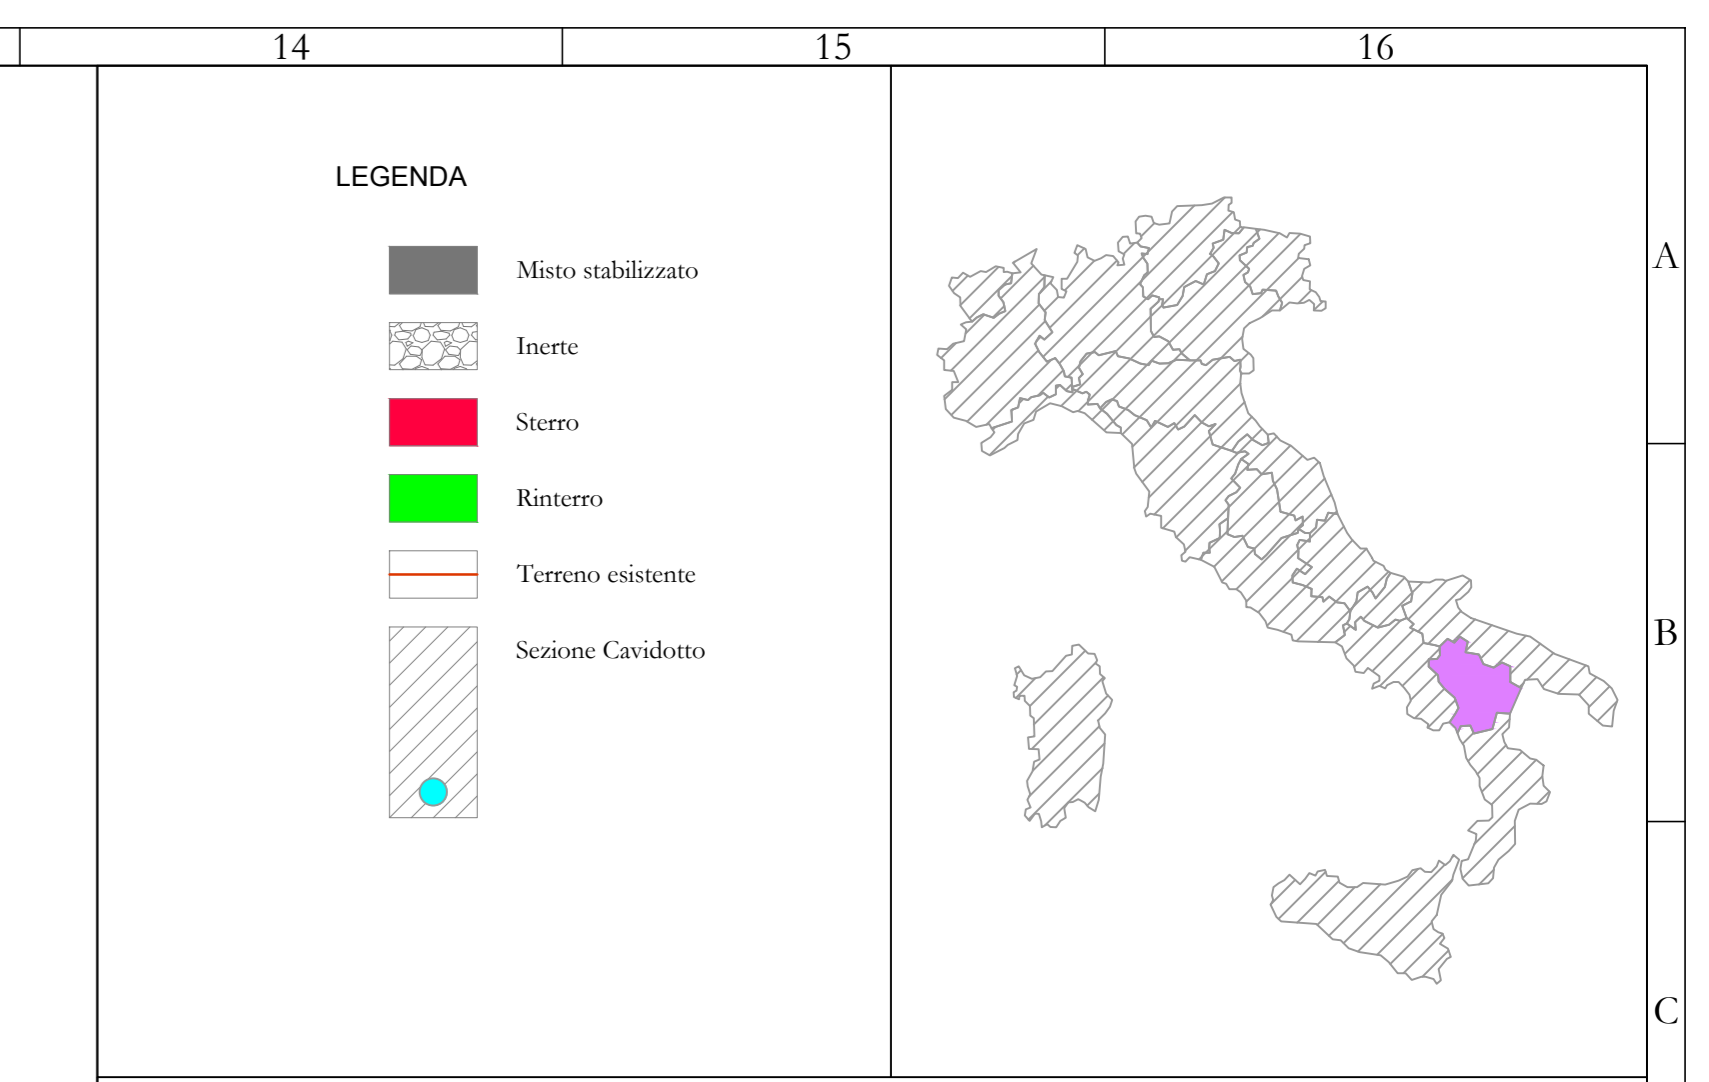 14
15
16
LEGENDA
Misto stabilizzato
Inerte
Sterro
Rinterro
Terreno esistente
Sezione Cavidotto
A
B
C